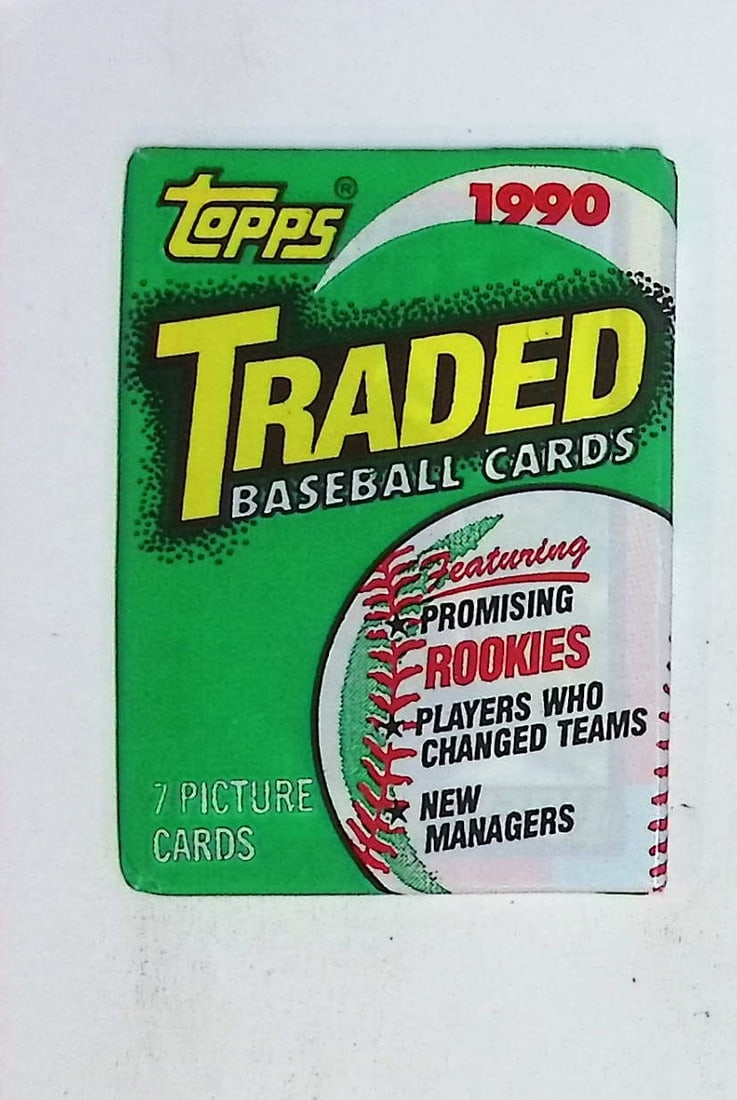 Topps®
1990
TRADED
BASEBALL CARDS
Featuring
★ PROMISING
ROOKIES
★ PLAYERS WHO
CHANGED TEAMS
★ NEW
MANAGERS
7 PICTURE
CARDS